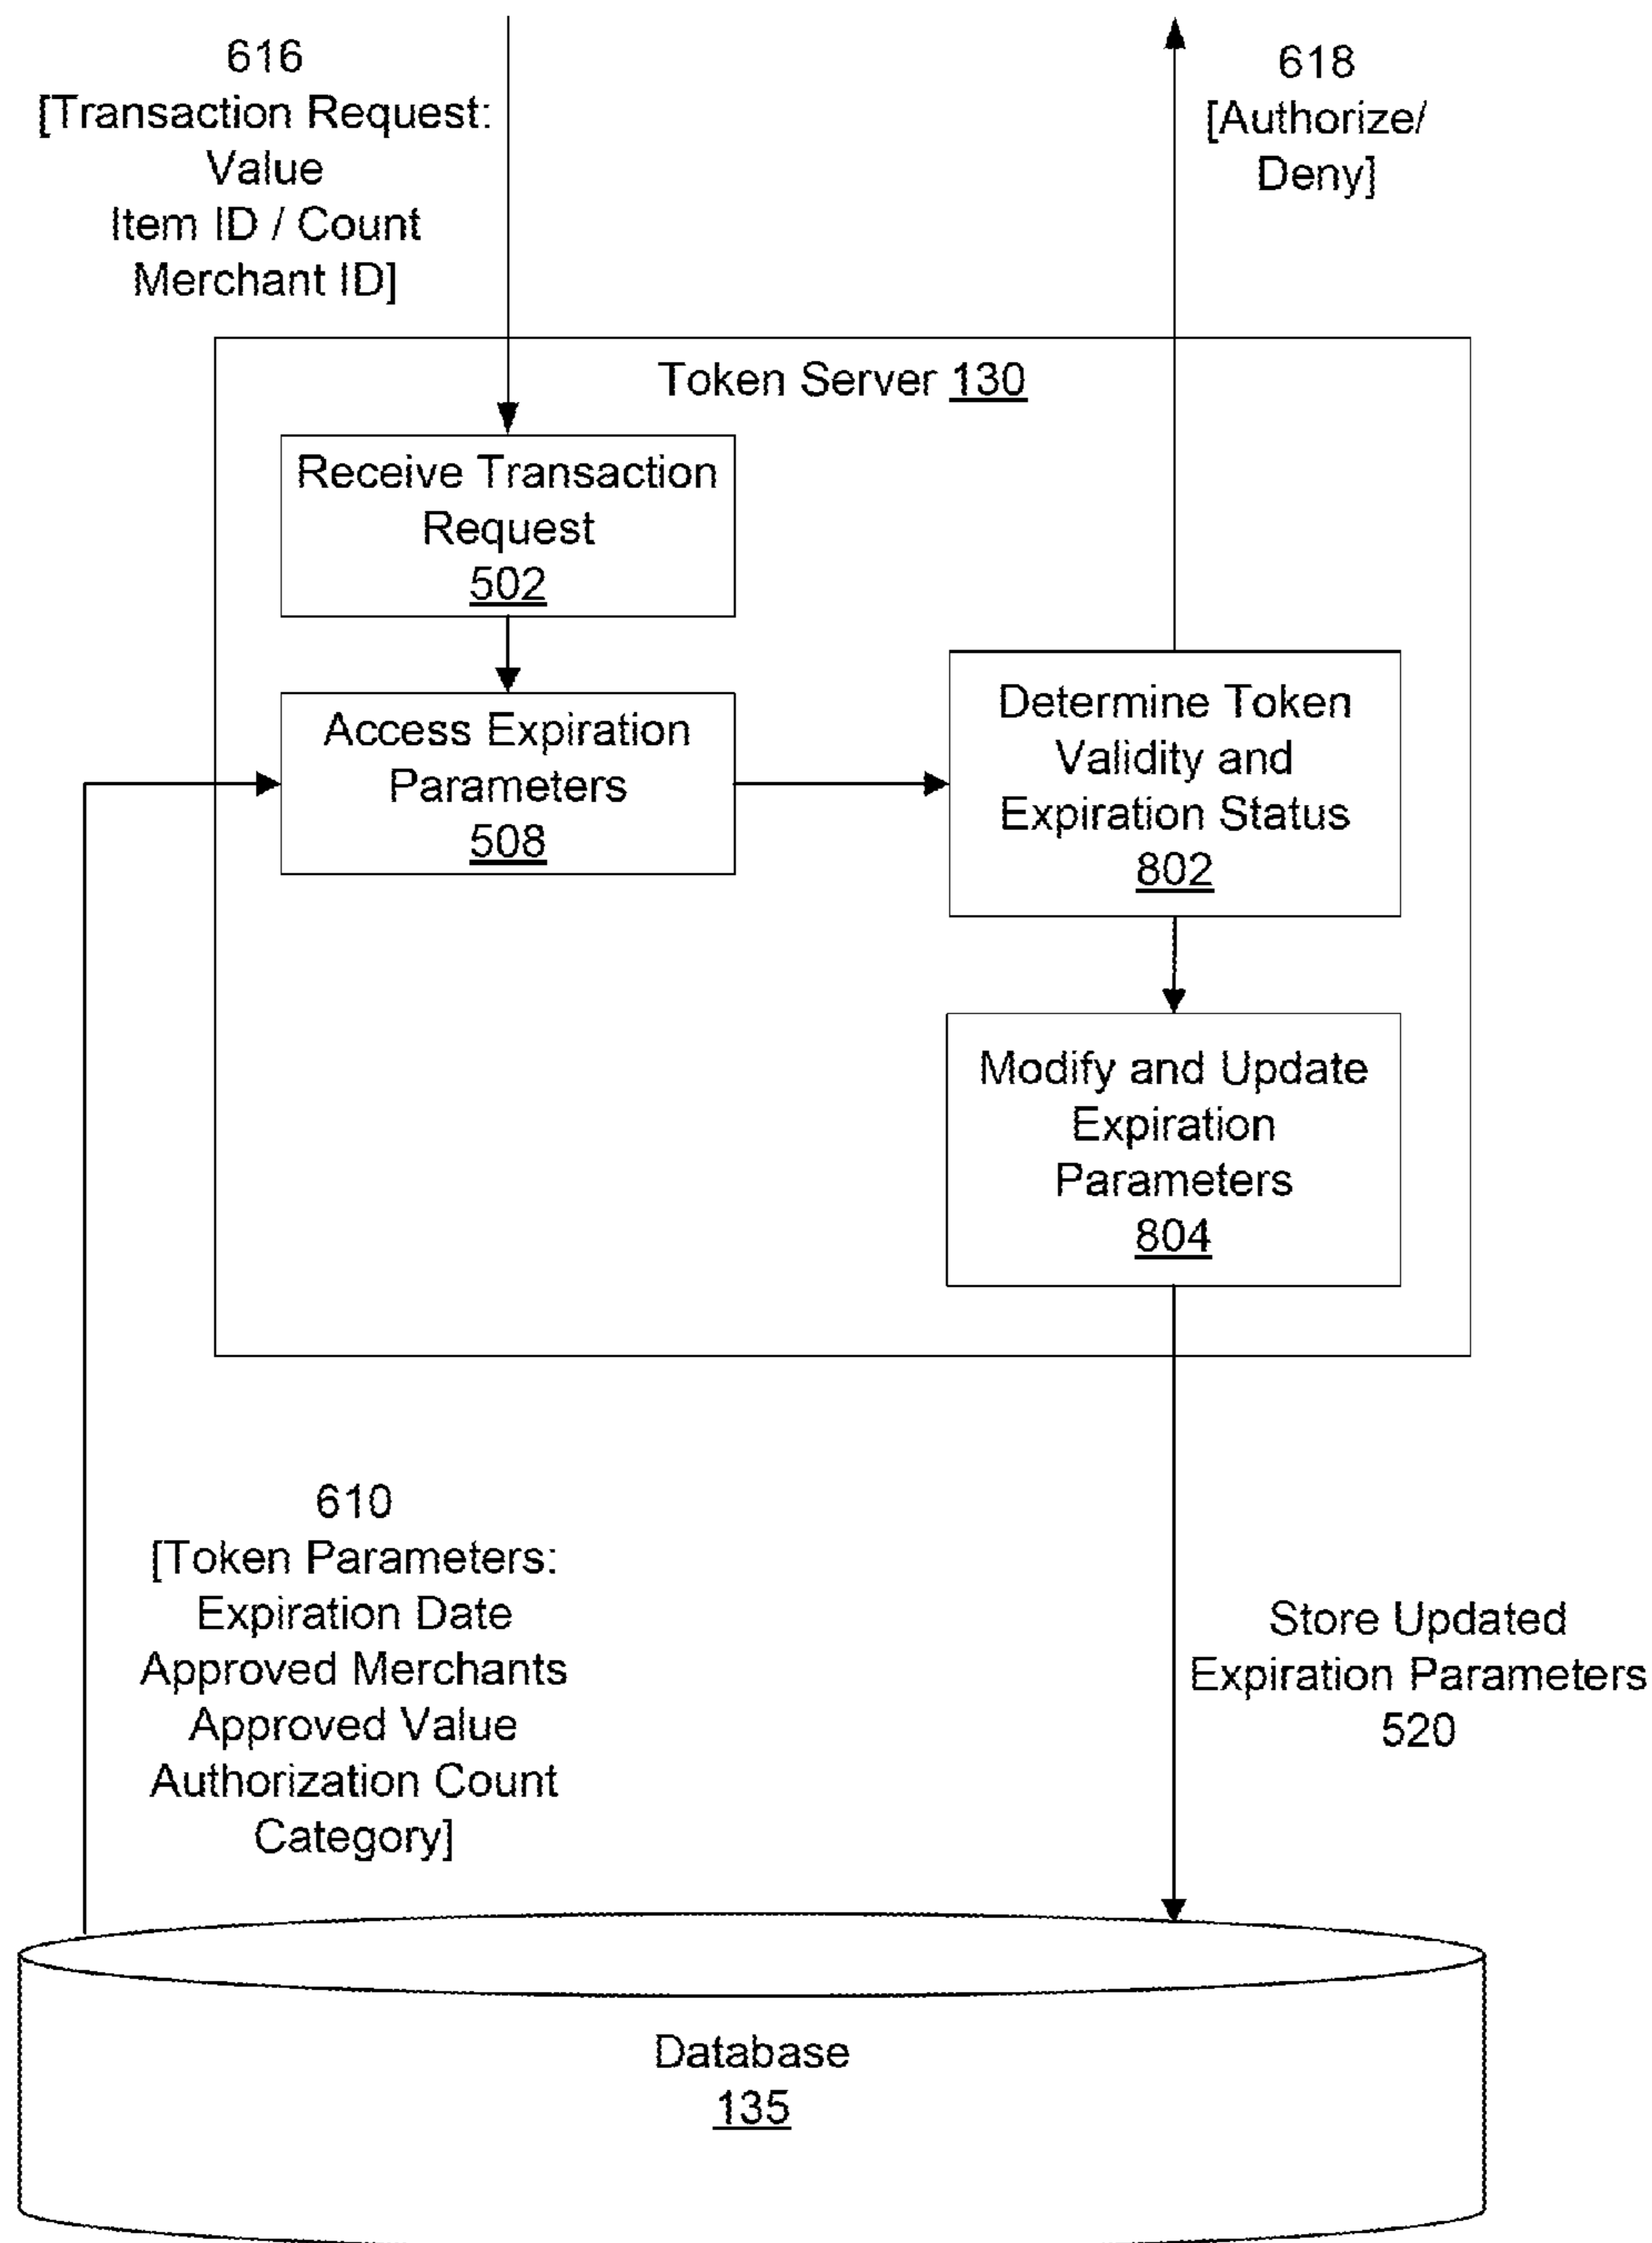 616
[Transaction Request:
Value
Item ID / Count
Merchant ID]
618
[Authorize/
Deny]
Token Server 130
Receive Transaction
Request
502
Access Expiration
Parameters
508
Determine Token
Validity and
Expiration Status
802
Modify and Update
Expiration
Parameters
804
610
[Token Parameters:
Expiration Date
Approved Merchants
Approved Value
Authorization Count
Category]
Store Updated
Expiration Parameters
520
Database
135